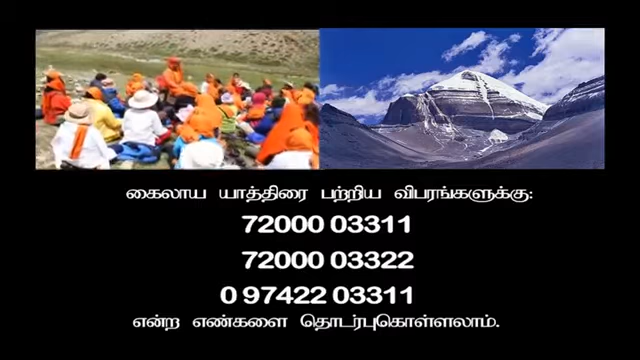 கைலாய யாத்திரை பற்றிய விபரங்களுக்கு:
72000 03311
72000 03322
0 97422 03311
என்ற எண்களை தொடர்புகொள்ளலாம்.